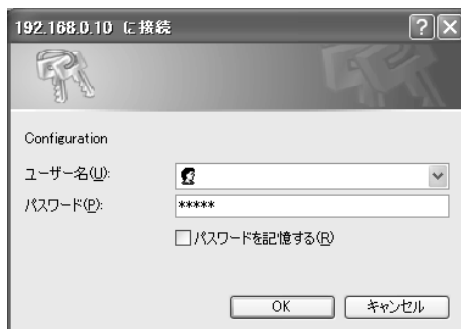 192.168.0.10 に接続
Configuration
ユーザー名(U):
パスワード(P):
*****
パスワードを記憶する(R)
OK
キャンセル